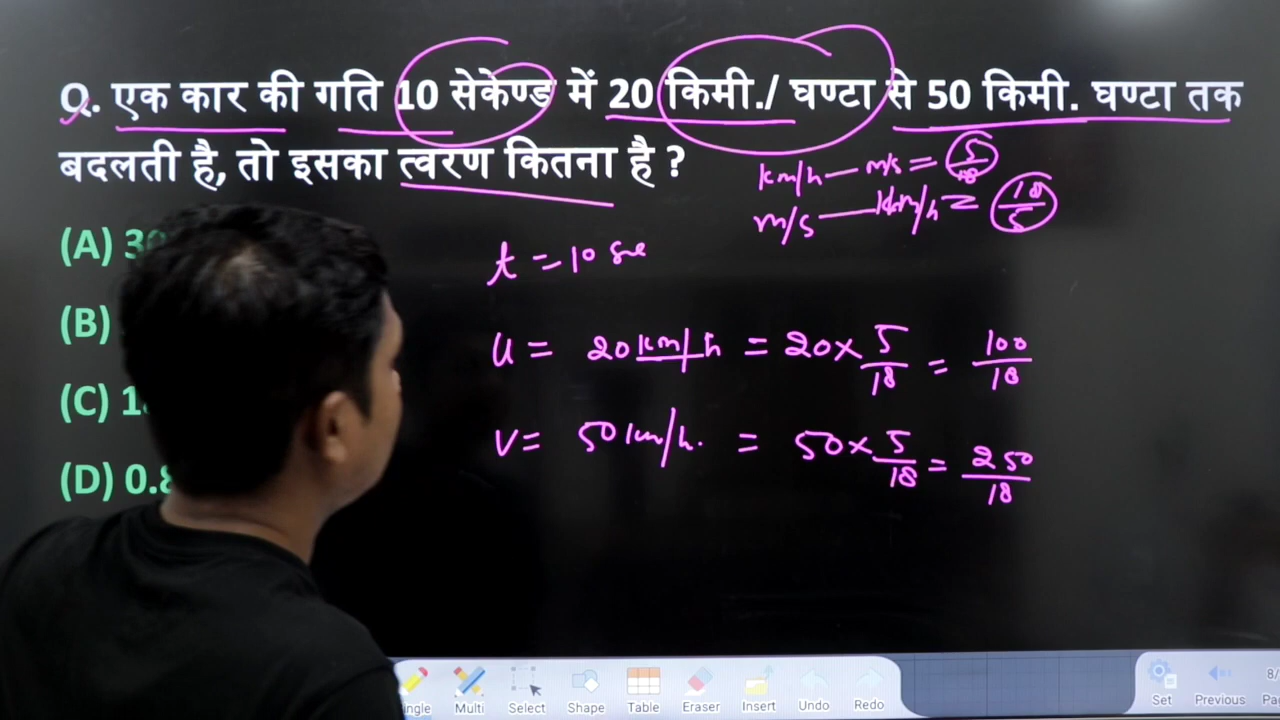 Q. एक कार की गति 10 सेकेण्ड में 20 किमी./ घण्टा से 50 किमी. घण्टा तक
बदलती है, तो इसका त्वरण कितना है ?
km/h — m/s = 5/18
m/s — km/h = 18/5
(A)
t = 10 sec
(B)
u = 20 km/h = 20 × 5/18 = 100/18
(C)
v = 50 km/h. = 50 × 5/18 = 250/18
(D)
Multi Select Shape Table Eraser Insert Undo Redo Set Previous